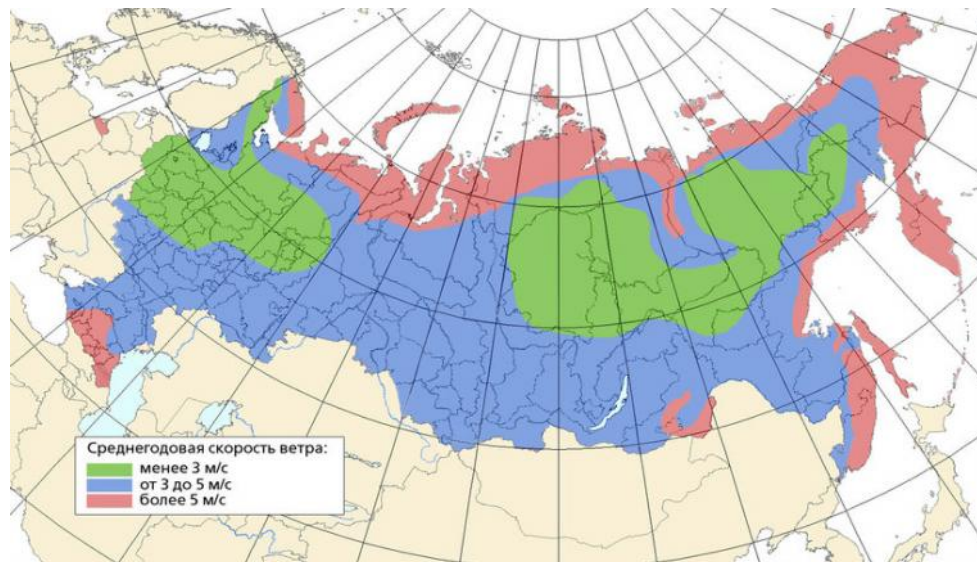 Среднегодовая скорость ветра:
менее 3 м/с
от 3 до 5 м/с
более 5 м/с